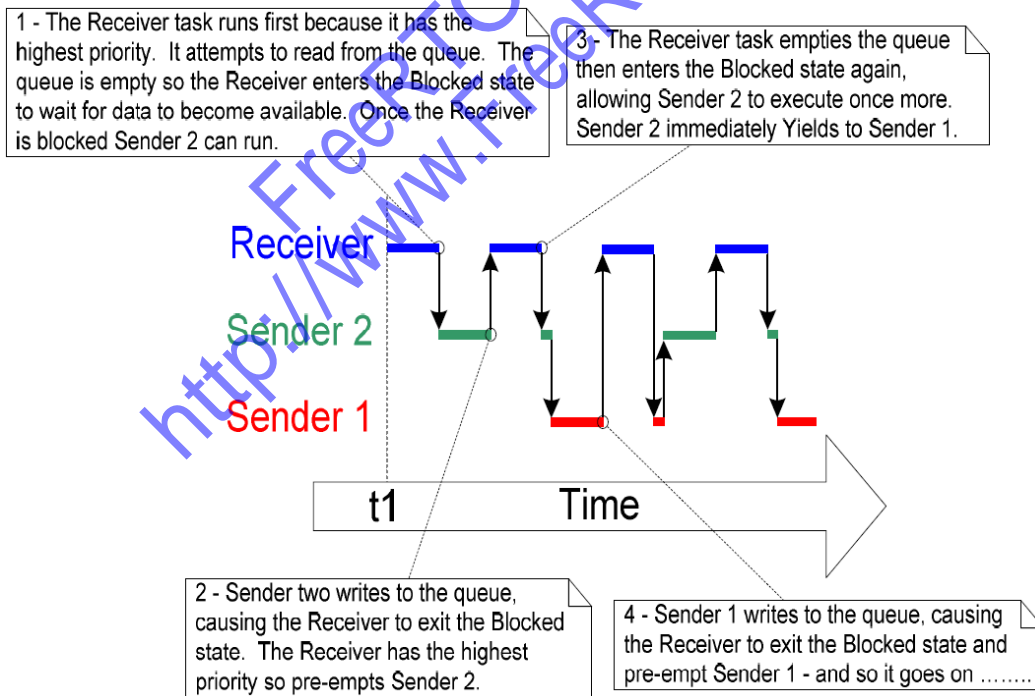 1 - The Receiver task runs first because it has the
highest priority. It attempts to read from the queue. The
queue is empty so the Receiver enters the Blocked state
to wait for data to become available. Once the Receiver
is blocked Sender 2 can run.
3 - The Receiver task empties the queue
then enters the Blocked state again,
allowing Sender 2 to execute once more.
Sender 2 immediately Yields to Sender 1.
FreeRTO
http://www.FreeR
Receiver
Sender 2
Sender 1
t1
Time
2 - Sender two writes to the queue,
causing the Receiver to exit the Blocked
state. The Receiver has the highest
priority so pre-empts Sender 2.
4 - Sender 1 writes to the queue, causing
the Receiver to exit the Blocked state and
pre-empt Sender 1 - and so it goes on ........